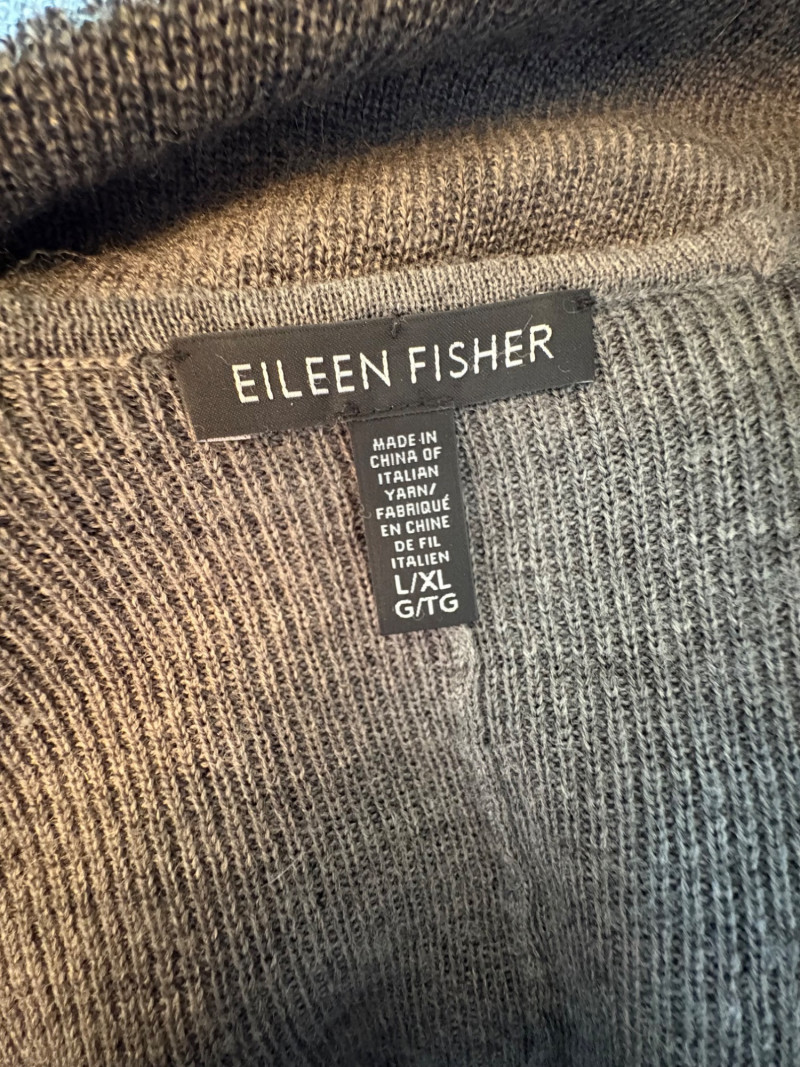 EILEEN FISHER
MADE IN
CHINA OF
ITALIAN
YARN/
FABRIQUÉ
EN CHINE
DE FIL
ITALIEN
L/XL
G/TG